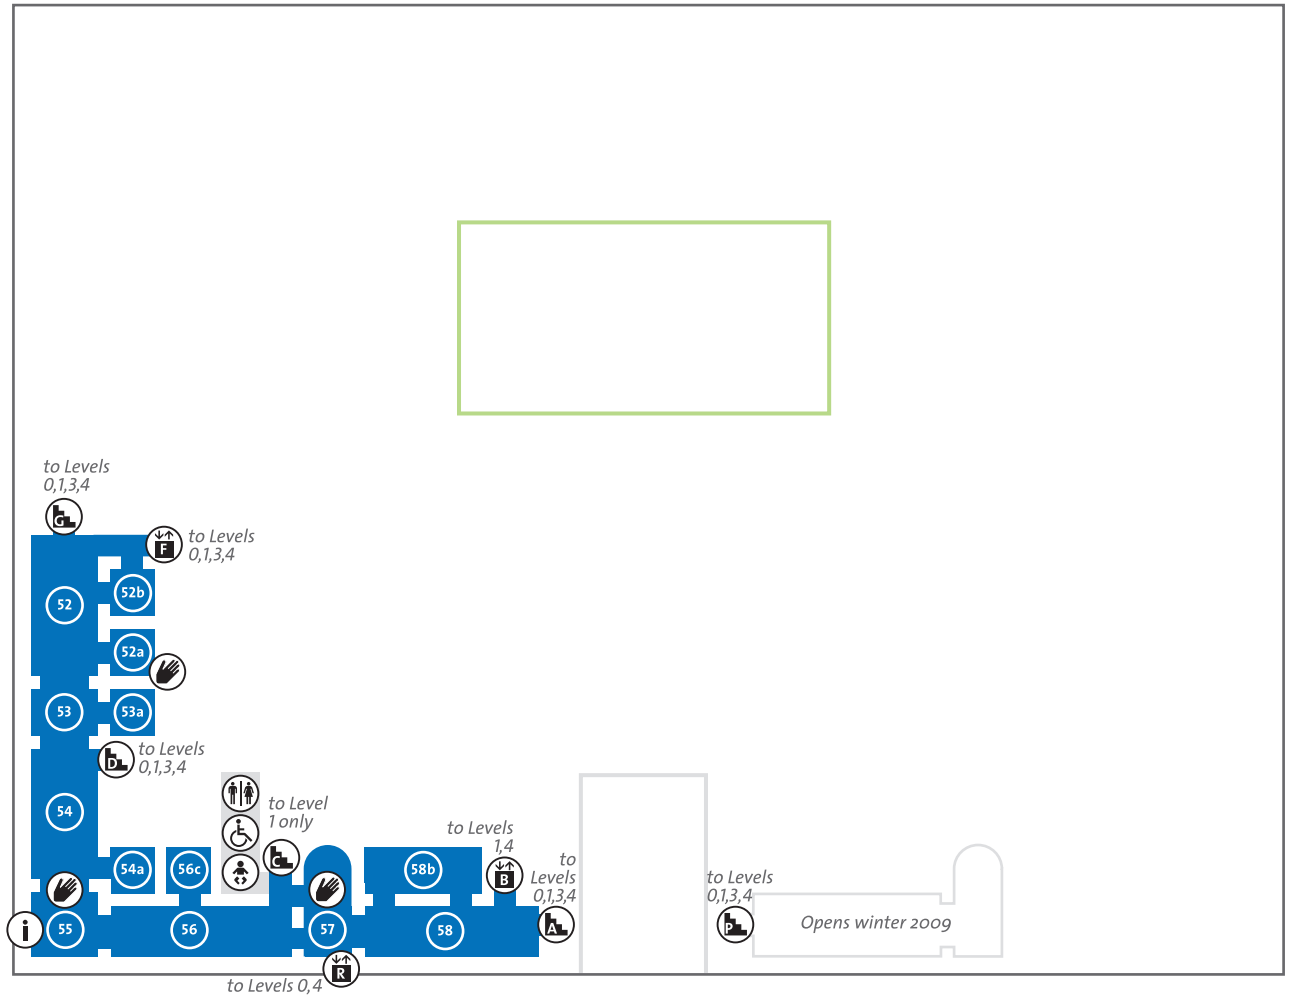 to Levels
0,1,3,4
G
F
to Levels
0,1,3,4
52
52b
52a
53
53a
D
to Levels
0,1,3,4
54
to Level
1 only
C
to Levels
1,4
B
to
Levels
0,1,3,4
A
to Levels
0,1,3,4
P
54a
56c
58b
i
55
56
57
58
Opens winter 2009
R
to Levels 0,4